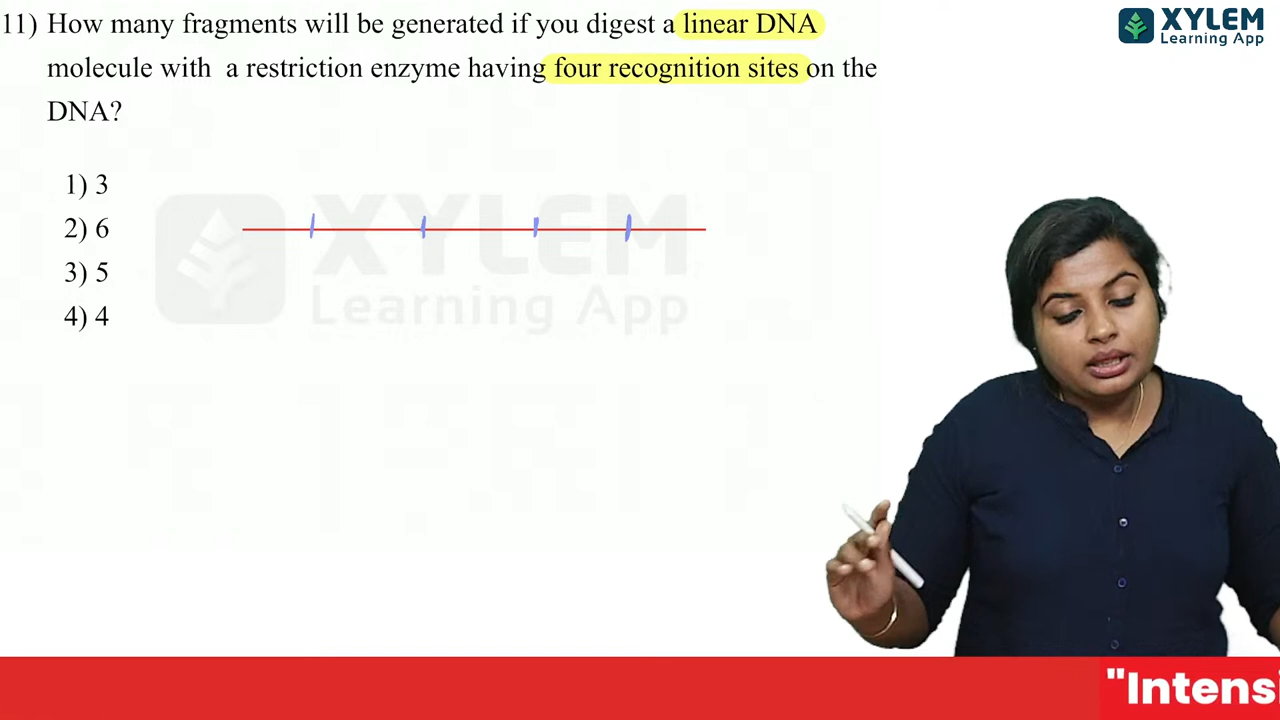 11) How many fragments will be generated if you digest a linear DNA
molecule with a restriction enzyme having four recognition sites on the
DNA?
1) 3
2) 6
3) 5
4) 4
XYLEM
Learning App
XYLEM
Learning App
"Intensi